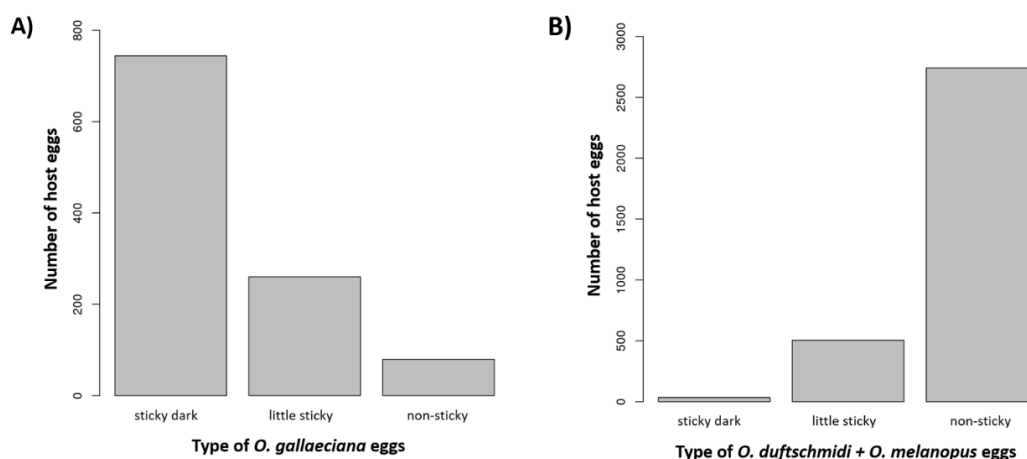 A)
Number of host eggs
800
600
400
200
0
sticky dark little sticky non-sticky
Type of O. gallaeciana eggs
B)
Number of host eggs
3000
2500
2000
1500
1000
500
0
sticky dark little sticky non-sticky
Type of O. duftschmidi + O. melanopus eggs